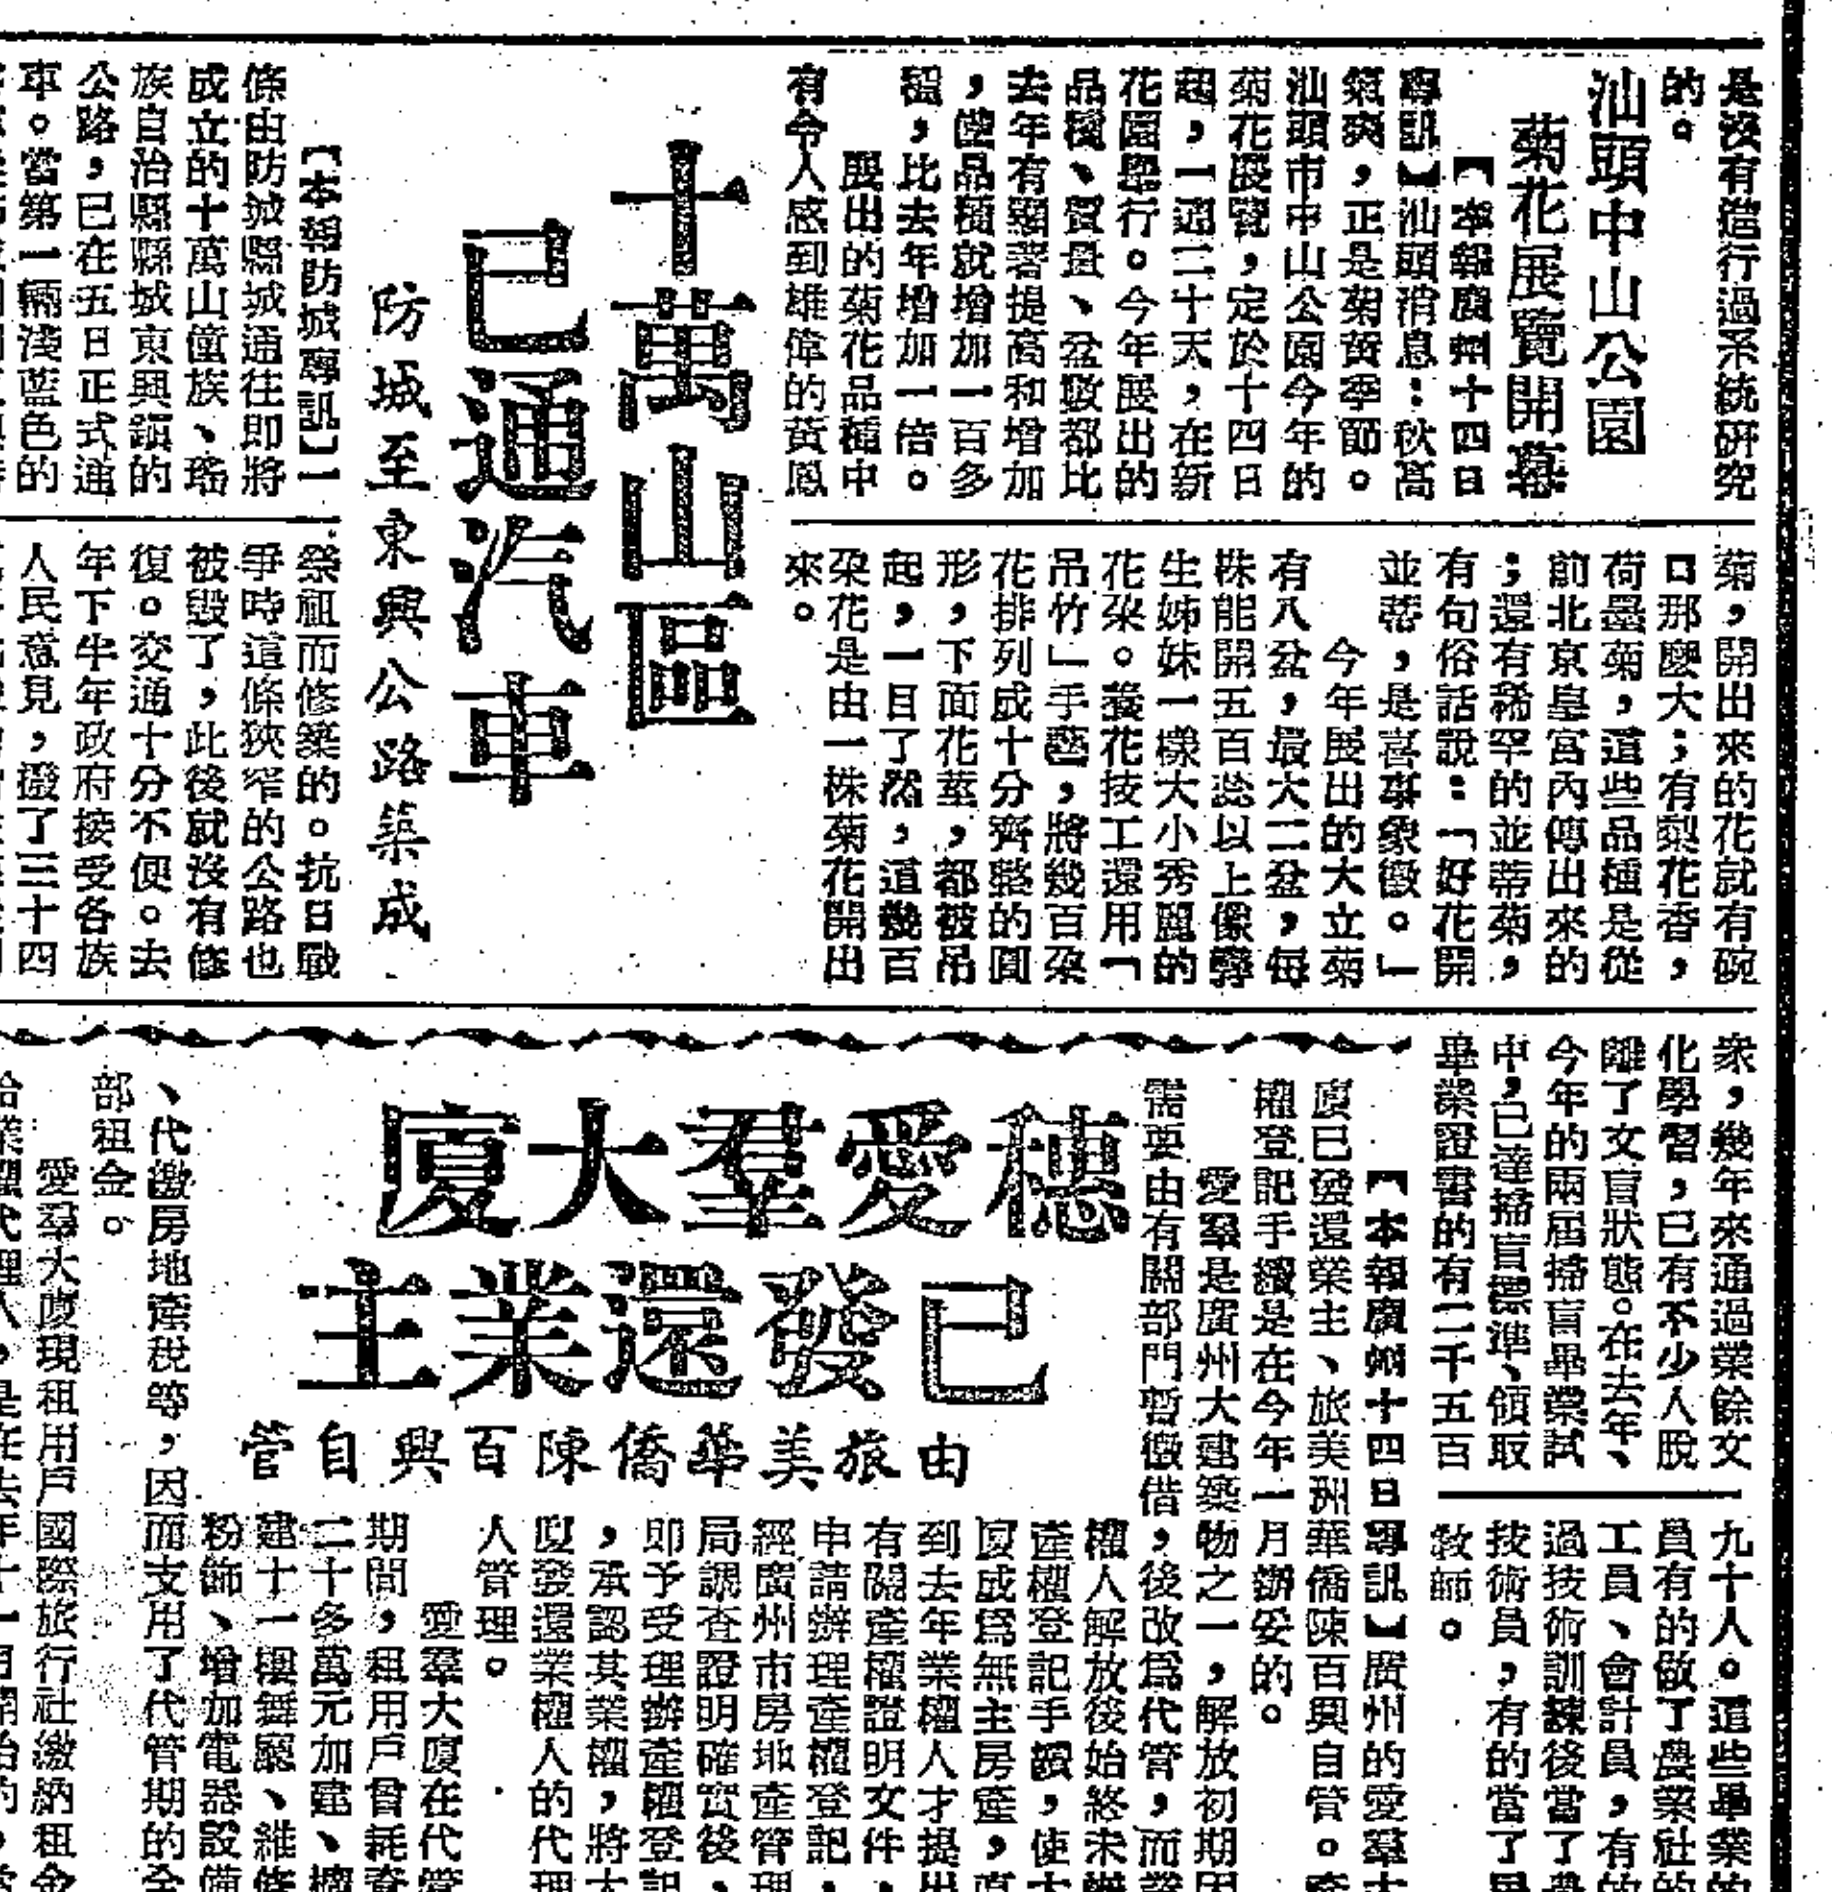 是沒有進行過系統研究
的。
汕頭中山公園
菊花展覽開幕
【本報廣州十四日
專訊】汕頭消息：秋高
氣爽，正是菊黃季節。
汕頭市中山公園今年的
菊花展覽，定於十四日
起，一週二十天，在新
花園舉行。今年展出的
品種、質量、盆數都比
去年有顯著提高和增加
，僅品種就增加一百多
種，比去年增加一倍。
展出的菊花品種中
有令人感到雄偉的黃鳳
菊，開出來的花就有碗
口那麼大；有梨花香，
荷墨菊，這些品種是從
前北京皇宮內傳出來的
；還有稀罕的並蒂菊，
有句俗話說：「好花開
並蒂，是喜事象徵。」
今年展出的大立菊
有八盆，最大二盆，每
株能開五百蕊以上像孿
生姊妹一樣大小秀麗的
花朵。養花技工還用「
吊竹」手藝，將幾百朶
花排列成十分齊整的圓
形，下面花莖，都被吊
起，一目了然，這幾百
朶花是由一株菊花開出
來。
十萬山區
已通汽車
防城至東興公路築成
【本報防城專訊】一
條由防城縣城通往即將
成立的十萬山僮族、瑤
族自治縣縣城東興鎮的
公路，已在五日正式通
車。當第一輛淺藍色的
祭祖而修築的。抗日戰
爭時這條狹窄的公路也
被毀了，此後就沒有修
復。交通十分不便。去
年下半年政府接受各族
人民意見，撥了三十四
衆，幾年來通過業餘文
化學習，已有不少人脫
離了文盲狀態。在去年、
今年的兩屆掃盲畢業試
中，已達掃盲標準、領取
畢業證書的有二千五百
九十人。這些畢業的
員有的做了農業社的
工員、會計員，有的
過技術訓練後當了農
技術員，有的當了民
敎師。
穗愛羣大廈
已發還業主
由旅美華僑陳百興自管
【本報廣州十四日專訊】廣州的愛羣大
廈已發還業主、旅美洲華僑陳百興自管。產
權登記手續是在今年一月辦妥的。
愛羣是廣州大建築物之一，解放初期因
需要由有關部門暫徵借，後改爲代管，而業
權人解放後始終未辦
產權登記手續，使大
廈成爲無主房產，直
到去年業權人才提出
有關產權證明文件，
申請辦理產權登記，
經廣州市房地產管理
局調查證明確實後，
即予受理辦產權登記
，承認其業權，將大
廈發還業權人的代理
人管理。
愛羣大廈在代管
期間，租用戶曾耗資
二十多萬元加建、擴
建十一樓舞廳、維修
粉飾、增加電器設備
、代繳房地產稅等，因而支用了代管期的全
部租金。
愛羣大廈現租用戶國際旅行社繳納租金